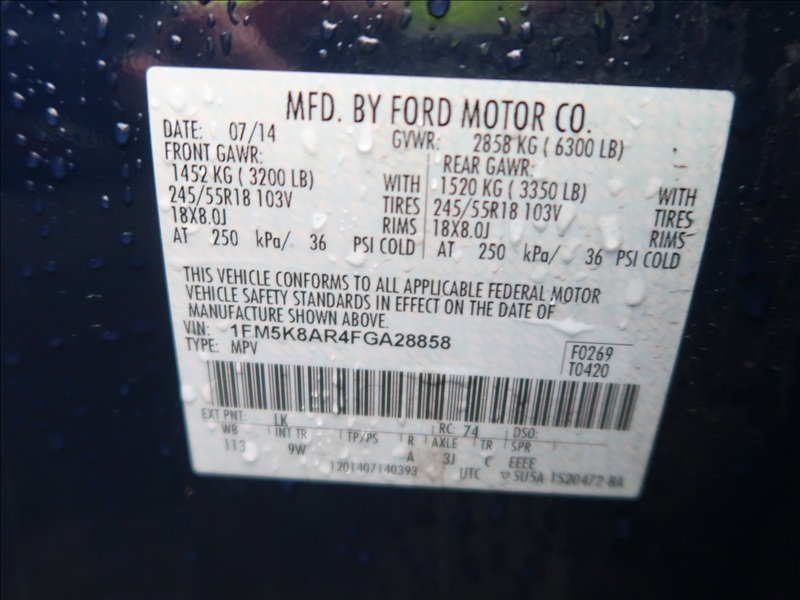 MFD. BY FORD MOTOR CO.
DATE: 07/14 GVWR: 2858 KG ( 6300 LB)
FRONT GAWR: REAR GAWR:
1452 KG ( 3200 LB) WITH 1520 KG ( 3350 LB) WITH
245/55R18 103V TIRES 245/55R18 103V TIRES
18X8.0J RIMS 18X8.0J RIMS
AT 250 kPa/ 36 PSI COLD AT 250 kPa/ 36 PSI COLD
THIS VEHICLE CONFORMS TO ALL APPLICABLE FEDERAL MOTOR
VEHICLE SAFETY STANDARDS IN EFFECT ON THE DATE OF
MANUFACTURE SHOWN ABOVE.
VIN: 1FM5K8AR4FGA28858 F0269
TYPE: MPV T0420
EXT PNT: LK RC: 74 DSO:
WB INT TR TP/PS R AXLE TR SPR
113 9W A 3J C EEEE
1201407140393 UTC ▽5U5A-1520472-BA